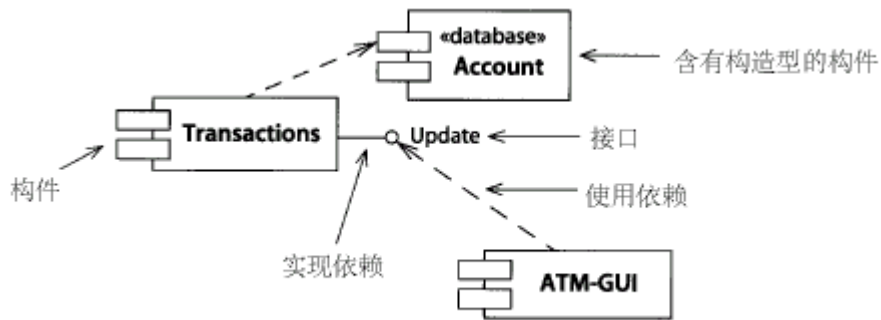 «database»
Account
含有构造型的构件
Transactions
Update
接口
构件
使用依赖
实现依赖
ATM-GUI